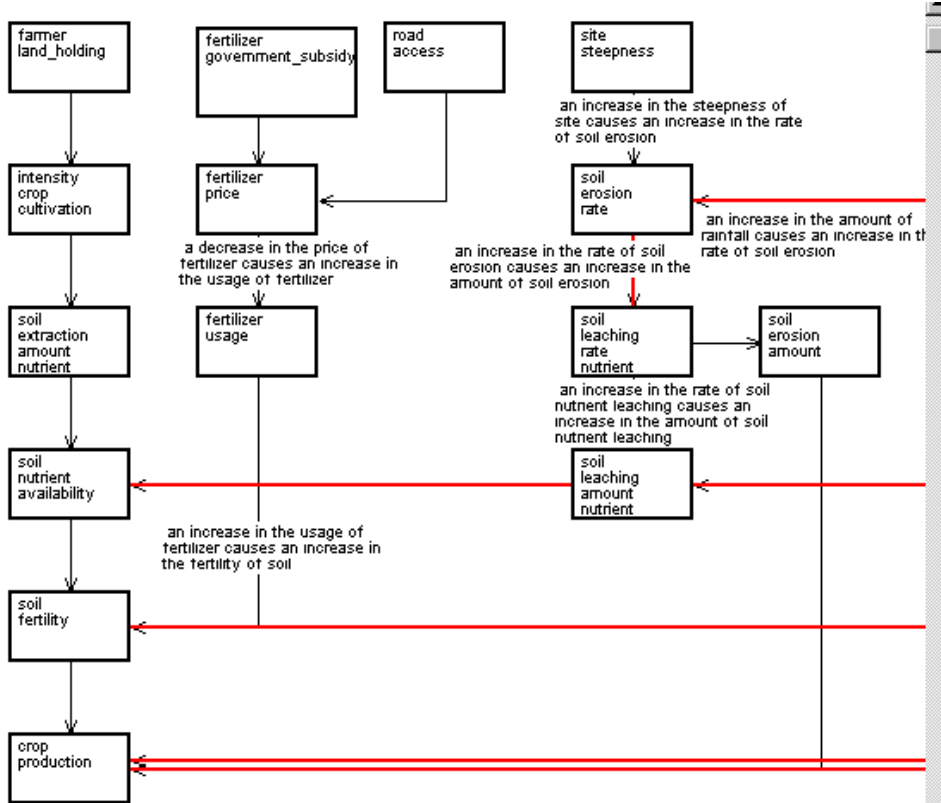 farmer
land_holding
fertilizer
government_subsidy
road
access
site
steepness
an increase in the steepness of
site causes an increase in the rate
of soil erosion
intensity
crop
cultivation
fertilizer
price
soil
erosion
rate
a decrease in the price of
fertilizer causes an increase in
the usage of fertilizer
an increase in the rate of soil
erosion causes an increase in the
amount of soil erosion
an increase in the amount of
rainfall causes an increase in
rate of soil erosion
soil
extraction
amount
nutrient
fertilizer
usage
soil
leaching
rate
nutrient
soil
erosion
amount
an increase in the rate of soil
nutrient leaching causes an
increase in the amount of soil
nutrient leaching
soil
nutrient
availability
soil
leaching
amount
nutrient
an increase in the usage of
fertilizer causes an increase in
the fertility of soil
soil
fertility
crop
production